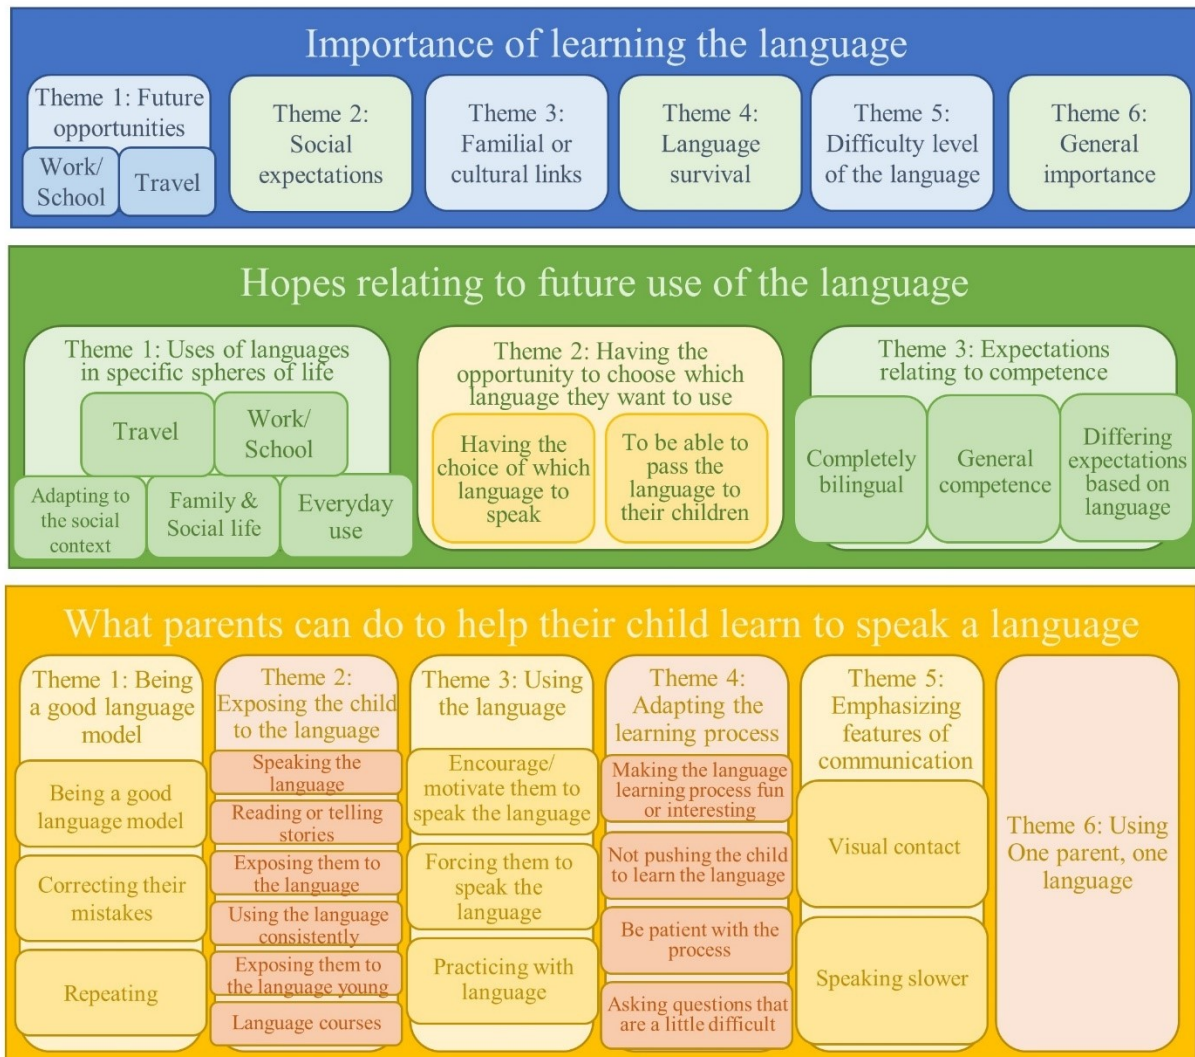 Importance of learning the language
Theme 1: Future
opportunities
Work/
School
Travel
Theme 2:
Social
expectations
Theme 3:
Familial or
cultural links
Theme 4:
Language
survival
Theme 5:
Difficulty level
of the language
Theme 6:
General
importance
Hopes relating to future use of the language
Theme 1: Uses of languages
in specific spheres of life
Travel
Work/
School
Adapting to
the social
context
Family &
Social life
Everyday
use
Theme 2: Having the
opportunity to choose which
language they want to use
Having the
choice of which
language to
speak
To be able to
pass the
language to
their children
Theme 3: Expectations
relating to competence
Completely
bilingual
General
competence
Differing
expectations
based on
language
What parents can do to help their child learn to speak a language
Theme 1: Being
a good language
model
Being a good
language model
Correcting their
mistakes
Repeating
Theme 2:
Exposing the child
to the language
Speaking the
language
Reading or telling
stories
Exposing them to
the language
Using the language
consistently
Exposing them to
the language young
Language courses
Theme 3: Using
the language
Encourage/
motivate them to
speak the language
Forcing them to
speak the
language
Practicing with
language
Theme 4:
Adapting the
learning process
Making the language
learning process fun
or interesting
Not pushing the child
to learn the language
Be patient with the
process
Asking questions that
are a little difficult
Theme 5:
Emphasizing
features of
communication
Visual contact
Speaking slower
Theme 6: Using
One parent, one
language